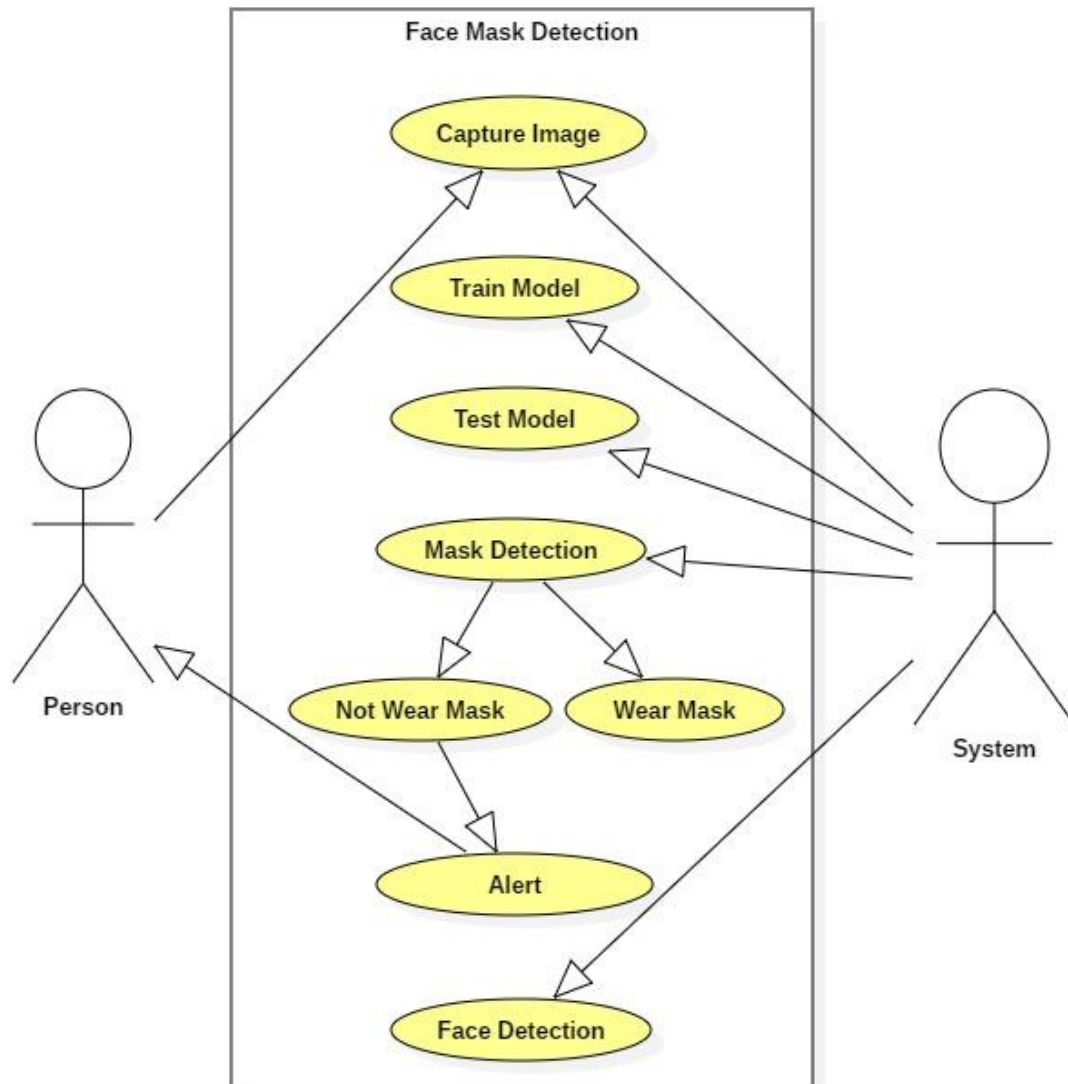 Face Mask Detection
Capture Image
Train Model
Test Model
Mask Detection
Not Wear Mask
Wear Mask
Person
System
Alert
Face Detection